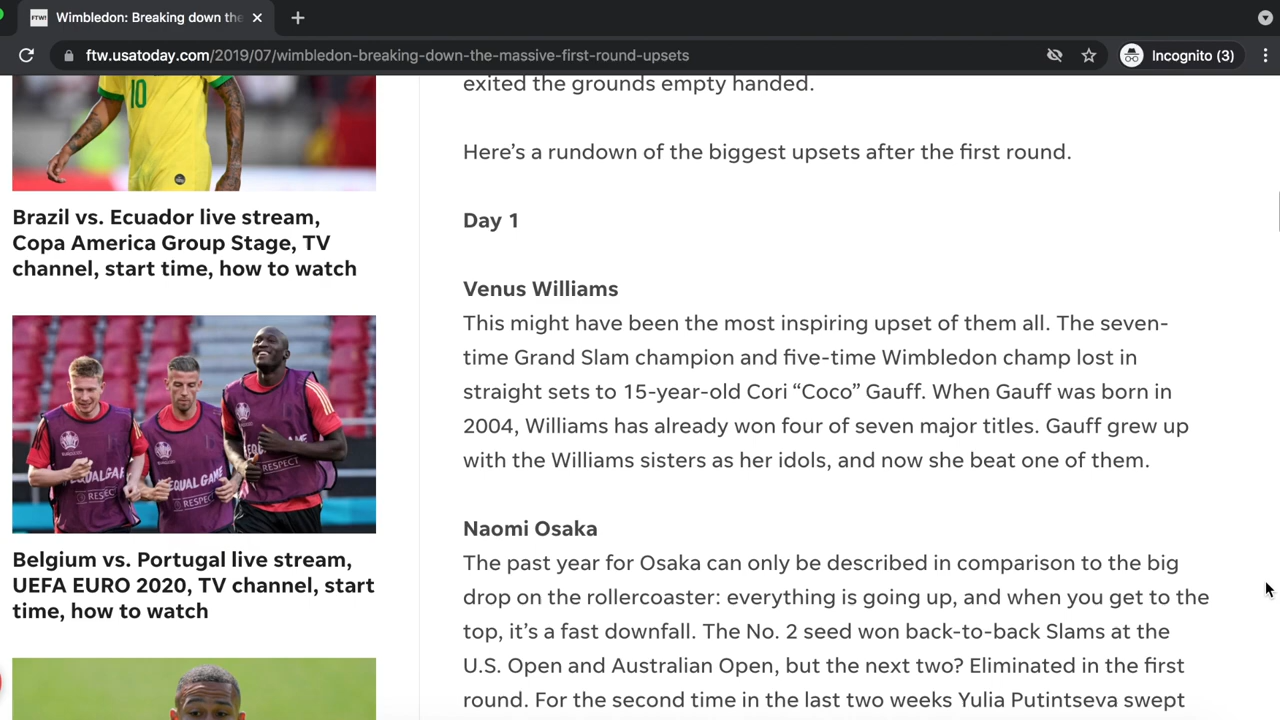 FTW!
Wimbledon: Breaking down the
ftw.usatoday.com/2019/07/wimbledon-breaking-down-the-massive-first-round-upsets
Incognito (3)
10
Brazil vs. Ecuador live stream,
Copa America Group Stage, TV
channel, start time, how to watch
EQUAL GAME
RESPECT
EQUAL GAME
RESPECT
RESPECT
Belgium vs. Portugal live stream,
UEFA EURO 2020, TV channel, start
time, how to watch
exited the grounds empty handed.
Here’s a rundown of the biggest upsets after the first round.
Day 1
Venus Williams
This might have been the most inspiring upset of them all. The seven-
time Grand Slam champion and five-time Wimbledon champ lost in
straight sets to 15-year-old Cori “Coco” Gauff. When Gauff was born in
2004, Williams has already won four of seven major titles. Gauff grew up
with the Williams sisters as her idols, and now she beat one of them.
Naomi Osaka
The past year for Osaka can only be described in comparison to the big
drop on the rollercoaster: everything is going up, and when you get to the
top, it’s a fast downfall. The No. 2 seed won back-to-back Slams at the
U.S. Open and Australian Open, but the next two? Eliminated in the first
round. For the second time in the last two weeks Yulia Putintseva swept